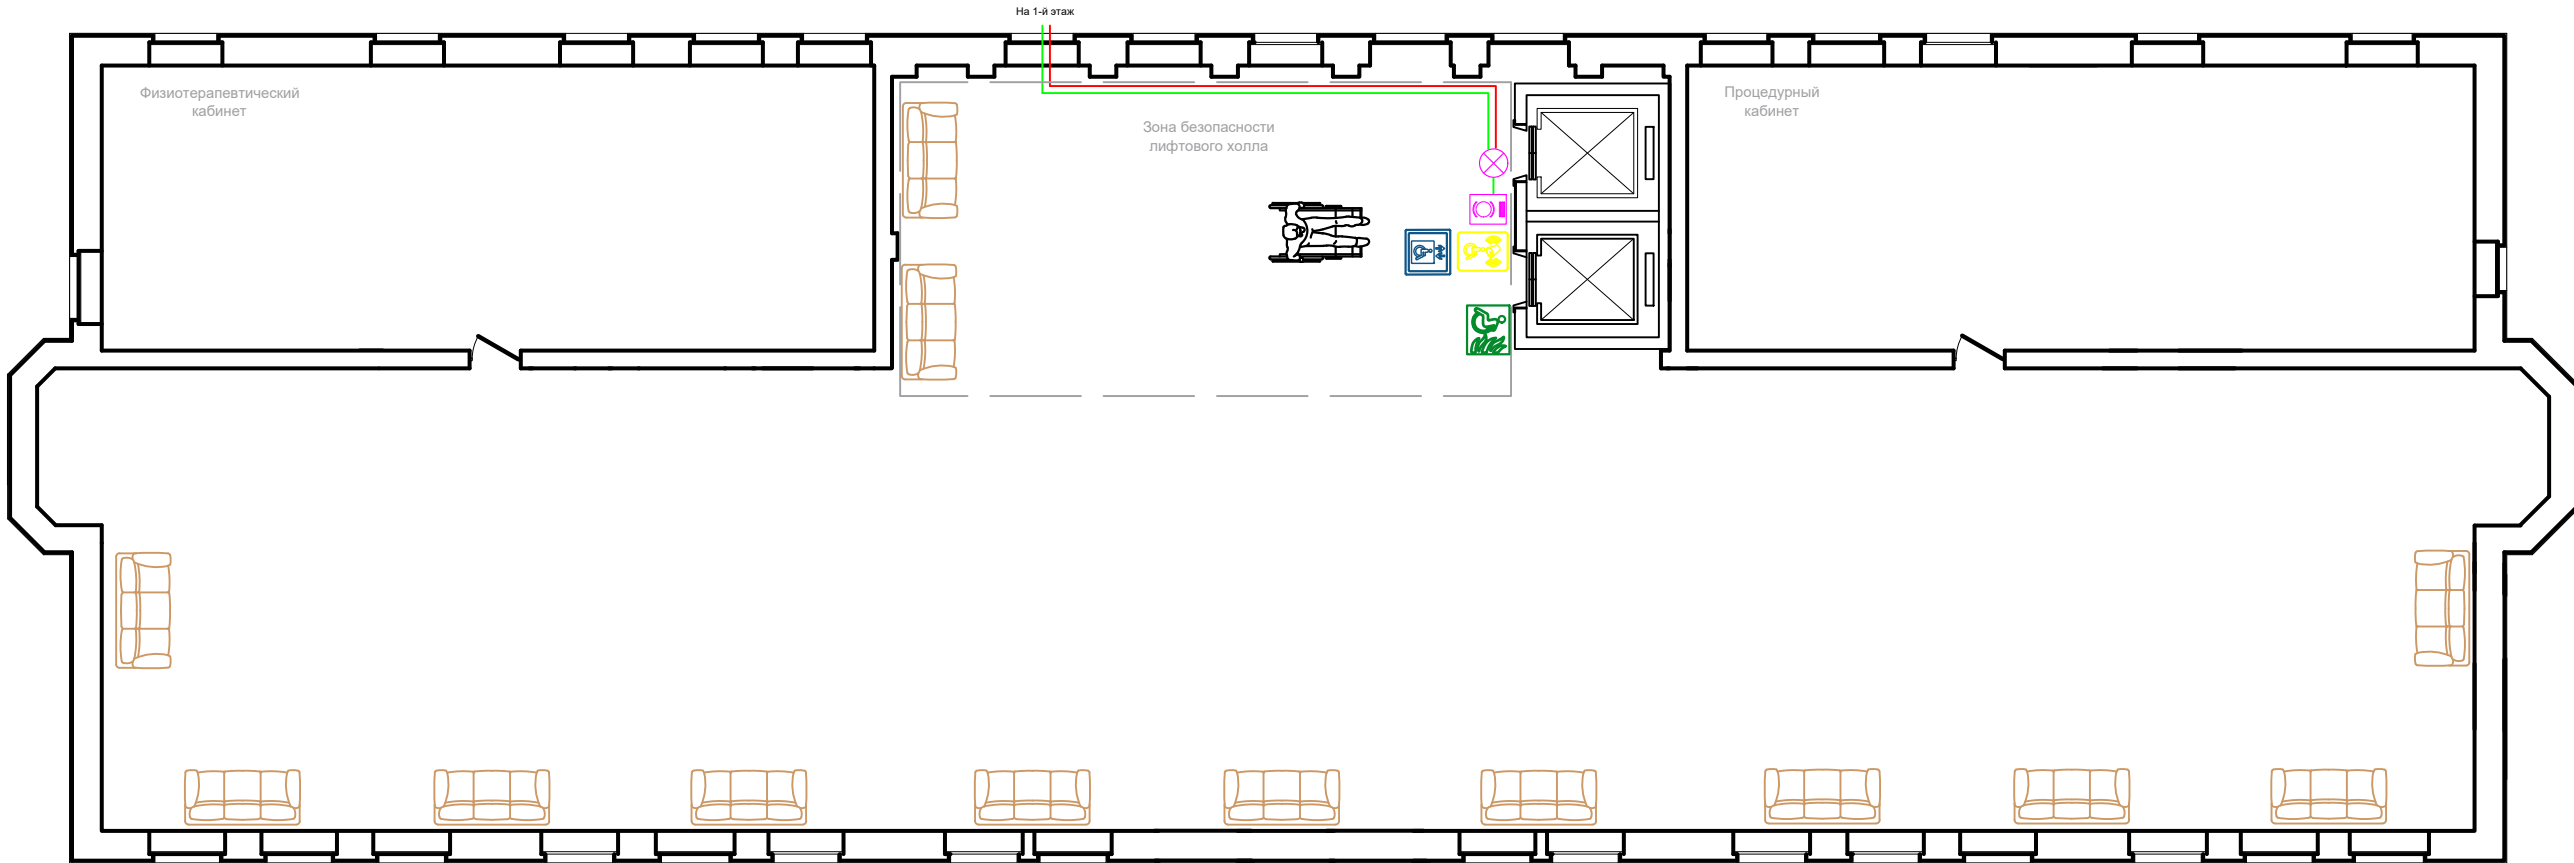 На 1-й этаж
Физиотерапевтический
кабинет
Зона безопасности
лифтового холла
Процедурный
кабинет